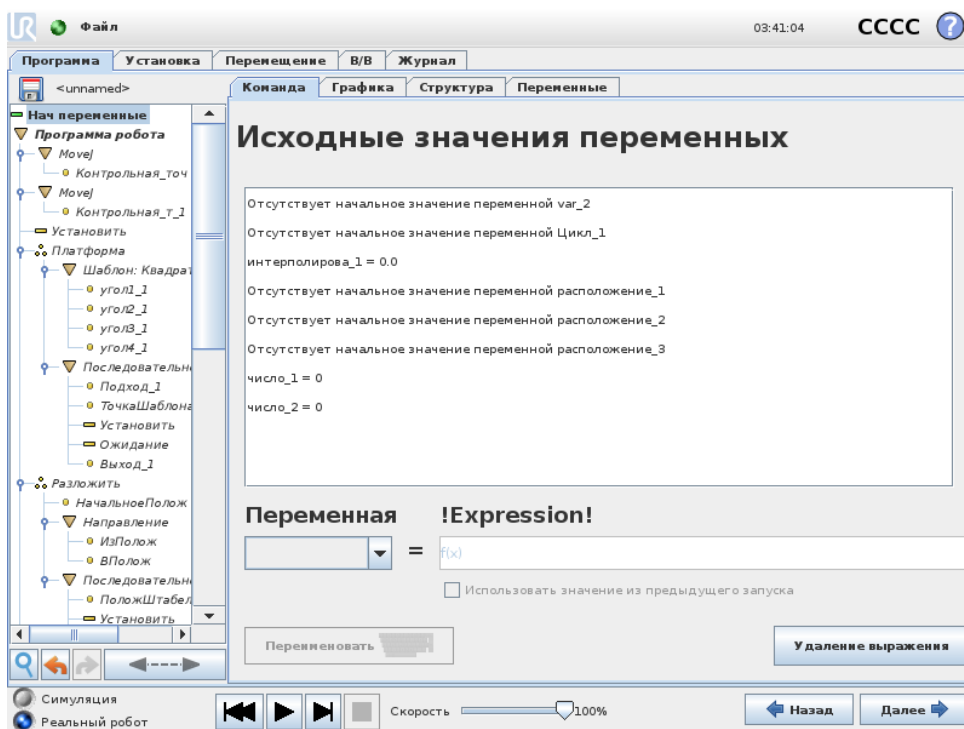 UR Файл 03:41:04 CCCC ?
Программа Установка Перемещение В/В Журнал
<unnamed>
Команда Графика Структура Переменные
Нач переменные
Программа робота
MoveJ
Контрольная_точ
MoveJ
Контрольная_т_1
Установить
Платформа
Шаблон: Квадрат
угол1_1
угол2_1
угол3_1
угол4_1
Последовательн
Подход_1
ТочкаШаблона
Установить
Ожидание
Выход_1
Разложить
НачальноеПолож
Направление
ИзПолож
ВПолож
Последовательн
ПоложШтабел
Установить
Исходные значения переменных
Отсутствует начальное значение переменной var_2
Отсутствует начальное значение переменной Цикл_1
интерполирова_1 = 0.0
Отсутствует начальное значение переменной расположение_1
Отсутствует начальное значение переменной расположение_2
Отсутствует начальное значение переменной расположение_3
число_1 = 0
число_2 = 0
Переменная !Expression!
= f(x)
Использовать значение из предыдущего запуска
Переименовать
Удаление выражения
Симуляция
Реальный робот
Скорость 100%
Назад
Далее